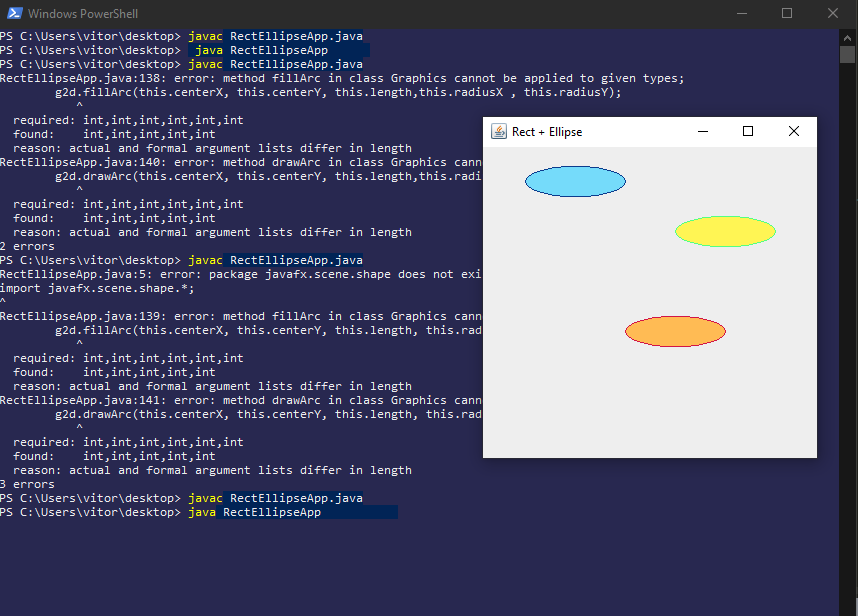 Windows PowerShell
PS C:\Users\vitor\desktop> javac RectEllipseApp.java
PS C:\Users\vitor\desktop>  java RectEllipseApp
PS C:\Users\vitor\desktop> javac RectEllipseApp.java
RectEllipseApp.java:138: error: method fillArc in class Graphics cannot be applied to given types;
        g2d.fillArc(this.centerX, this.centerY, this.length,this.radiusX , this.radiusY);
           ^
  required: int,int,int,int,int,int
  found:    int,int,int,int,int
  reason: actual and formal argument lists differ in length
RectEllipseApp.java:140: error: method drawArc in class Graphics cann
        g2d.drawArc(this.centerX, this.centerY, this.length,this.radi
           ^
  required: int,int,int,int,int,int
  found:    int,int,int,int,int
  reason: actual and formal argument lists differ in length
2 errors
PS C:\Users\vitor\desktop> javac RectEllipseApp.java
RectEllipseApp.java:5: error: package javafx.scene.shape does not exi
import javafx.scene.shape.*;
^
RectEllipseApp.java:139: error: method fillArc in class Graphics cann
        g2d.fillArc(this.centerX, this.centerY, this.length, this.rad
           ^
  required: int,int,int,int,int,int
  found:    int,int,int,int,int
  reason: actual and formal argument lists differ in length
RectEllipseApp.java:141: error: method drawArc in class Graphics cann
        g2d.drawArc(this.centerX, this.centerY, this.length, this.rad
           ^
  required: int,int,int,int,int,int
  found:    int,int,int,int,int
  reason: actual and formal argument lists differ in length
3 errors
PS C:\Users\vitor\desktop> javac RectEllipseApp.java
PS C:\Users\vitor\desktop> java RectEllipseApp
Rect + Ellipse